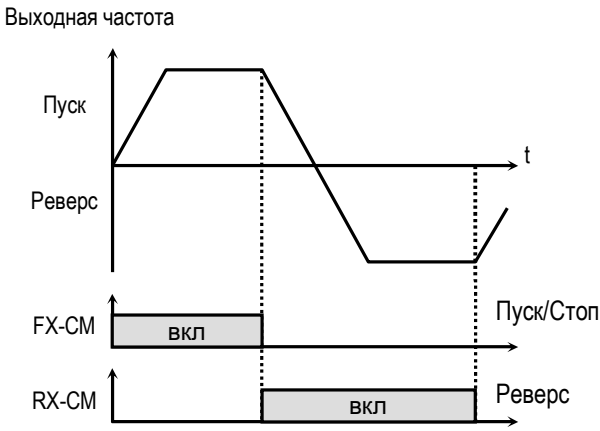 Выходная частота
Пуск
t
Реверс
FX-CM
ВКЛ
Пуск/Стоп
RX-CM
ВКЛ
Реверс